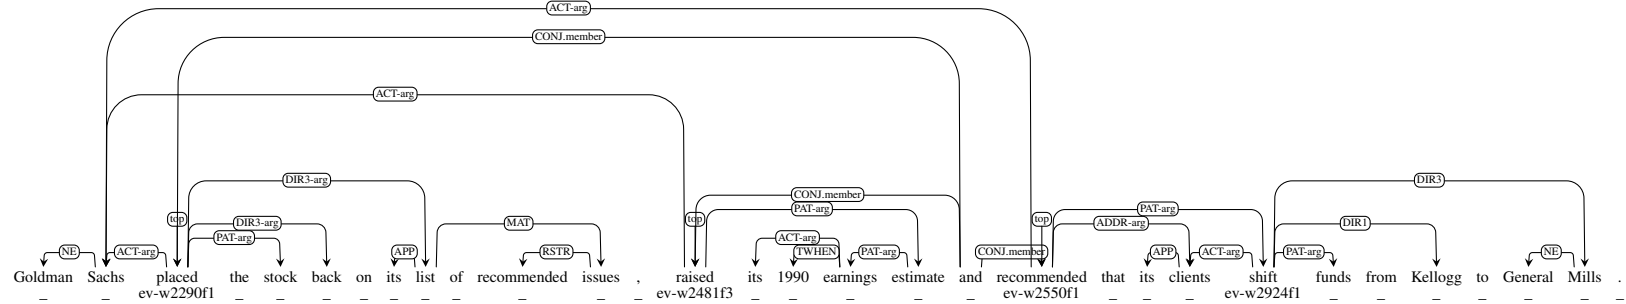 ACT-arg
CONJ.member
ACT-arg
DIR3-arg DIR3
CONJ.member
top DIR3-arg MAT top PAT-arg top PAT-arg
PAT-arg ADDR-arg DIR1
NE ACT-arg APP RSTR ACT-arg TWHEN PAT-arg CONJ.member APP ACT-arg PAT-arg NE
Goldman Sachs placed the stock back on its list of recommended issues , raised its 1990 earnings estimate and recommended that its clients shift funds from Kellogg to General Mills .
_ _ ev-w2290f1 _ _ _ _ _ _ _ _ _ _ ev-w2481f3 _ _ _ _ _ ev-w2550f1 _ _ _ ev-w2924f1 _ _ _ _ _ _ _